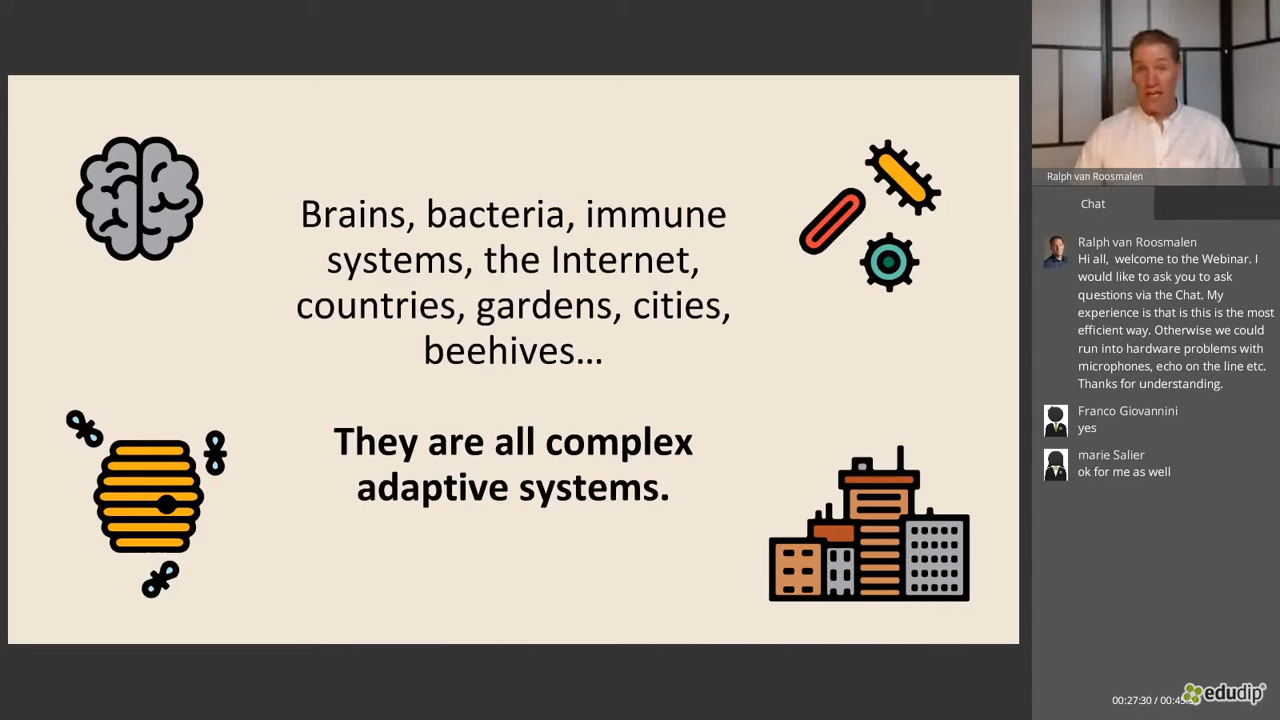 Brains, bacteria, immune
systems, the Internet,
countries, gardens, cities,
beehives...
They are all complex
adaptive systems.
Ralph van Roosmalen
Chat
Ralph van Roosmalen
Hi all, welcome to the Webinar. I
would like to ask you to ask
questions via the Chat. My
experience is that is this is the most
efficient way. Otherwise we could
run into hardware problems with
microphones, echo on the line etc.
Thanks for understanding.
Franco Giovannini
yes
marie Salier
ok for me as well
00:27:30 /
edudip